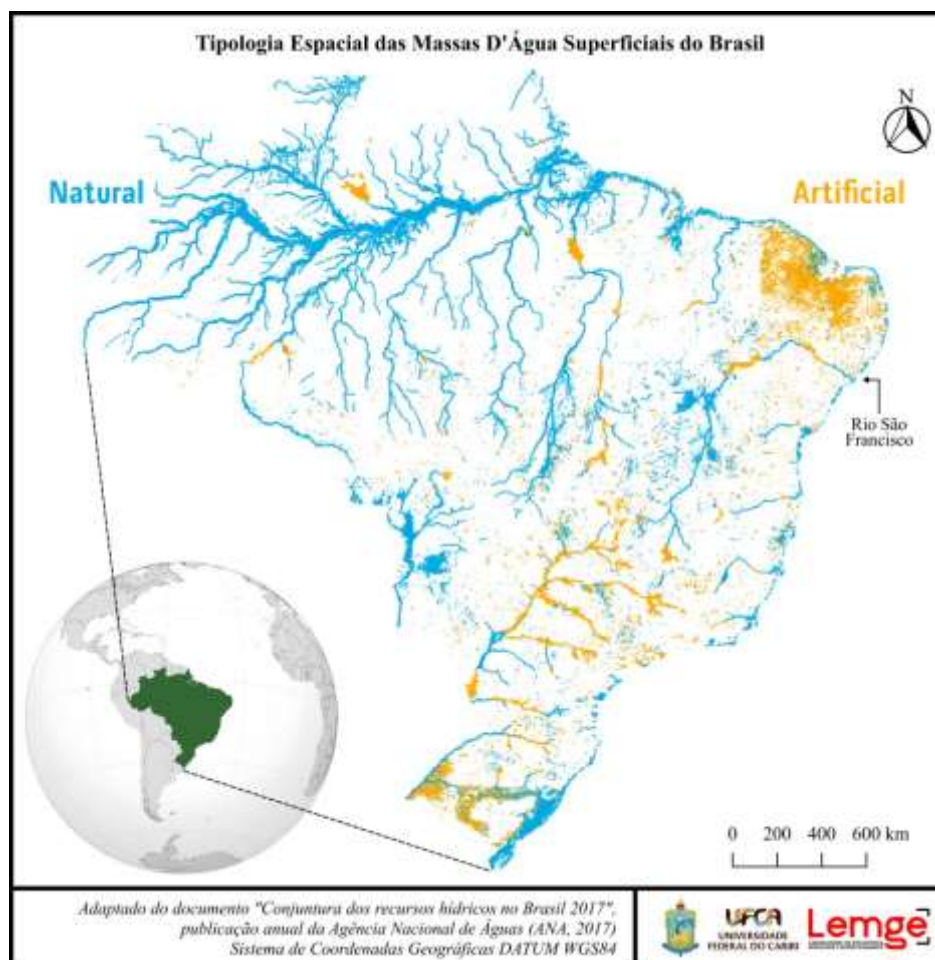 Tipologia Espacial das Massas D'Água Superficiais do Brasil
N
Natural
Artificial
Rio São
Francisco
0 200 400 600 km
Adaptado do documento "Conjuntura dos recursos hídricos no Brasil 2017",
publicação anual da Agência Nacional de Águas (ANA, 2017)
Sistema de Coordenadas Geográficas DATUM WGS84
UFCA
UNIVERSIDADE
FEDERAL DO CARIRI
Lemge